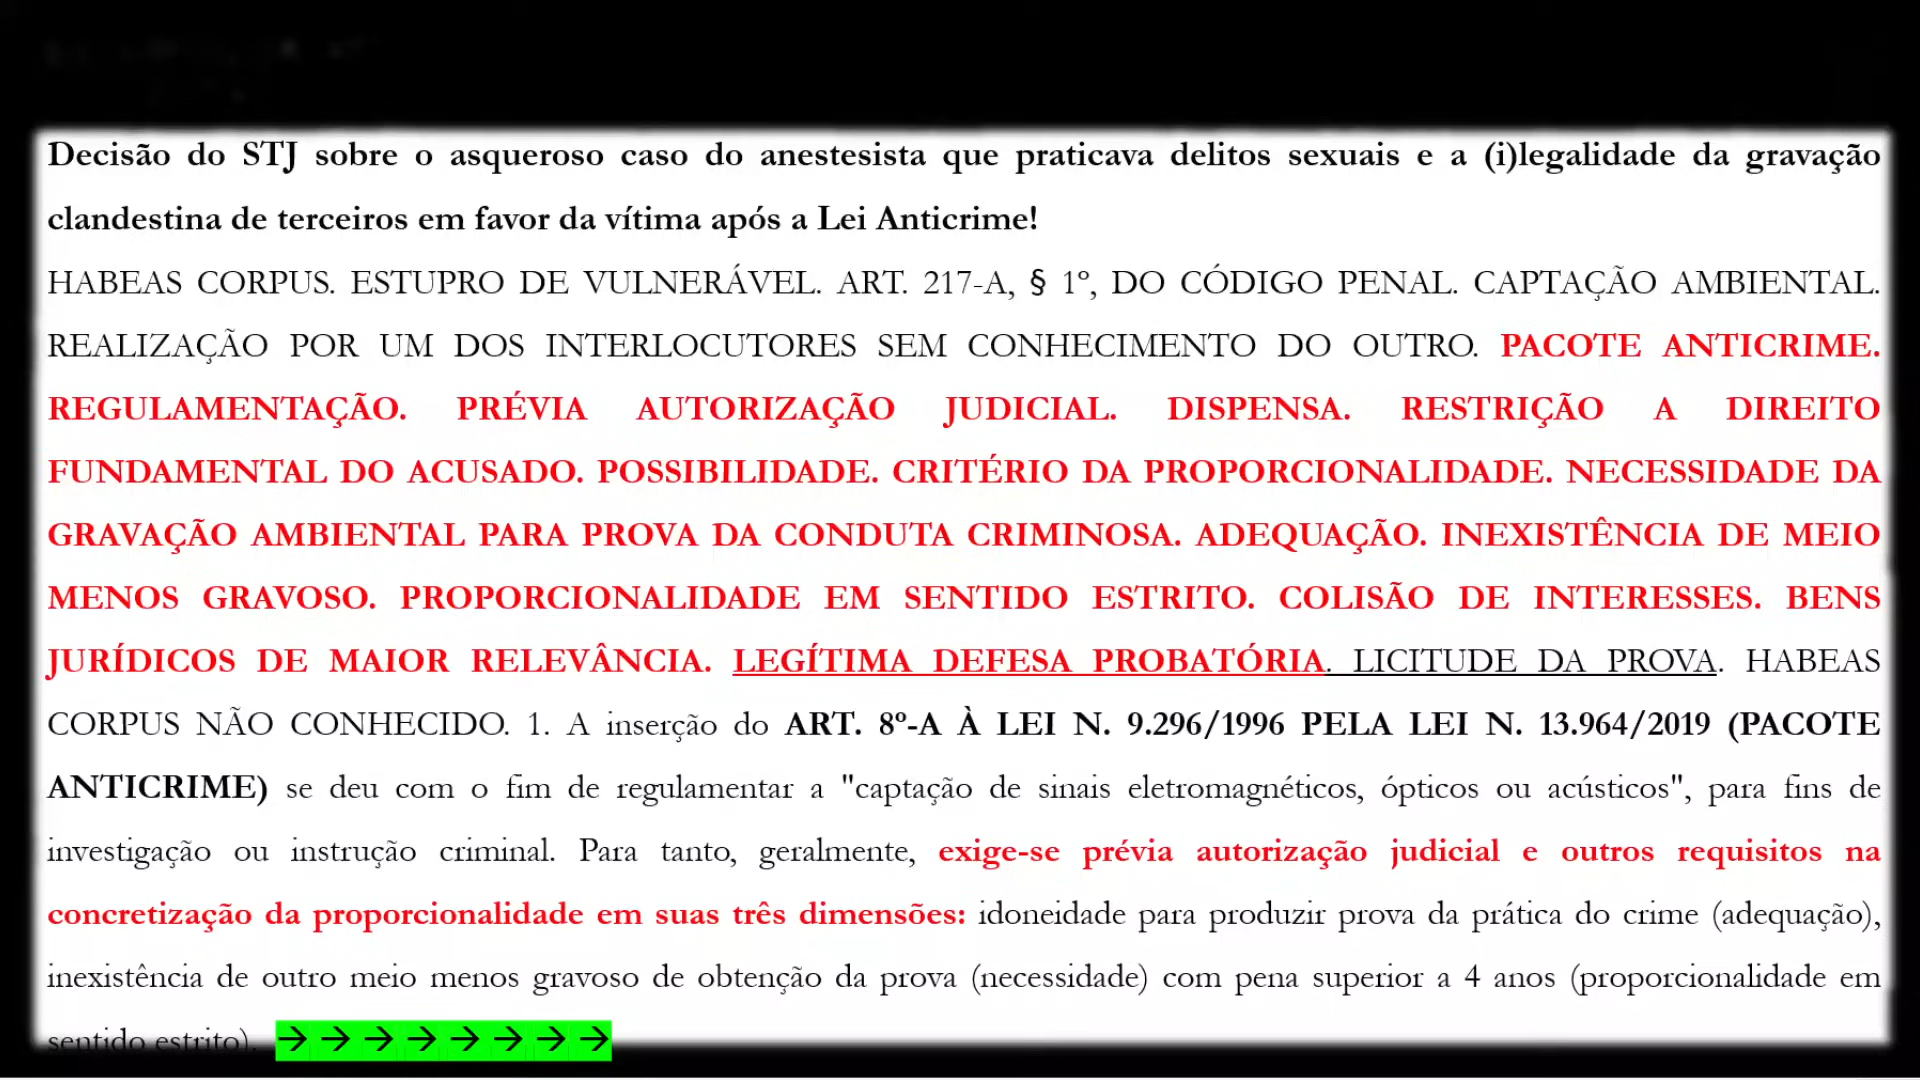 Decisão do STJ sobre o asqueroso caso do anestesista que praticava delitos sexuais e a (i)legalidade da gravação
clandestina de terceiros em favor da vítima após a Lei Anticrime!
HABEAS CORPUS. ESTUPRO DE VULNERÁVEL. ART. 217-A, § 1º, DO CÓDIGO PENAL. CAPTAÇÃO AMBIENTAL.
REALIZAÇÃO POR UM DOS INTERLOCUTORES SEM CONHECIMENTO DO OUTRO. PACOTE ANTICRIME.
REGULAMENTAÇÃO. PRÉVIA AUTORIZAÇÃO JUDICIAL. DISPENSA. RESTRIÇÃO A DIREITO
FUNDAMENTAL DO ACUSADO. POSSIBILIDADE. CRITÉRIO DA PROPORCIONALIDADE. NECESSIDADE DA
GRAVAÇÃO AMBIENTAL PARA PROVA DA CONDUTA CRIMINOSA. ADEQUAÇÃO. INEXISTÊNCIA DE MEIO
MENOS GRAVOSO. PROPORCIONALIDADE EM SENTIDO ESTRITO. COLISÃO DE INTERESSES. BENS
JURÍDICOS DE MAIOR RELEVÂNCIA. LEGÍTIMA DEFESA PROBATÓRIA. LICITUDE DA PROVA. HABEAS
CORPUS NÃO CONHECIDO. 1. A inserção do ART. 8º-A À LEI N. 9.296/1996 PELA LEI N. 13.964/2019 (PACOTE
ANTICRIME) se deu com o fim de regulamentar a "captação de sinais eletromagnéticos, ópticos ou acústicos", para fins de
investigação ou instrução criminal. Para tanto, geralmente, exige-se prévia autorização judicial e outros requisitos na
concretização da proporcionalidade em suas três dimensões: idoneidade para produzir prova da prática do crime (adequação),
inexistência de outro meio menos gravoso de obtenção da prova (necessidade) com pena superior a 4 anos (proporcionalidade em
sentido estrito). → → → → → → → →